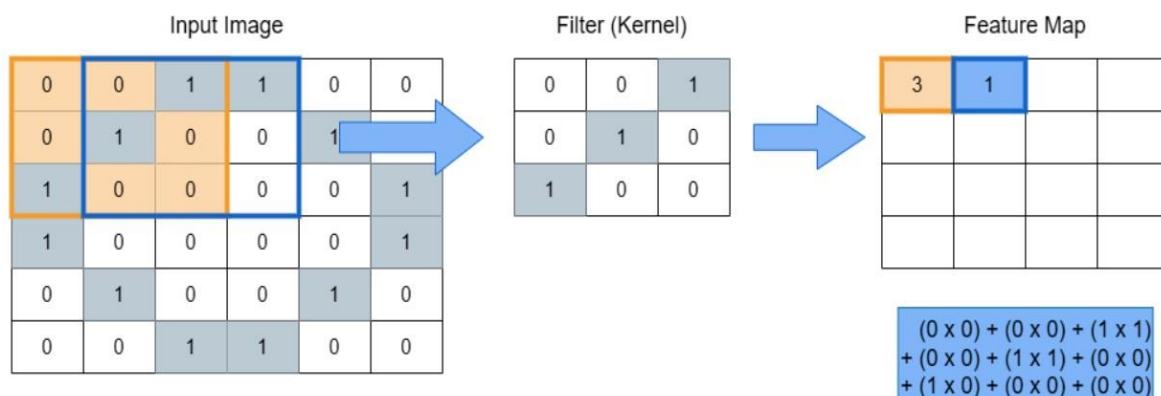 Input Image
Filter (Kernel)
Feature Map
0 0 1 1 0 0
0 1 0 0 1
1 0 0 0 0 1
1 0 0 0 0 1
0 1 0 0 1 0
0 0 1 1 0 0
0 0 1
0 1 0
1 0 0
3 1
(0 x 0) + (0 x 0) + (1 x 1)
+ (0 x 0) + (1 x 1) + (0 x 0)
+ (1 x 0) + (0 x 0) + (0 x 0)